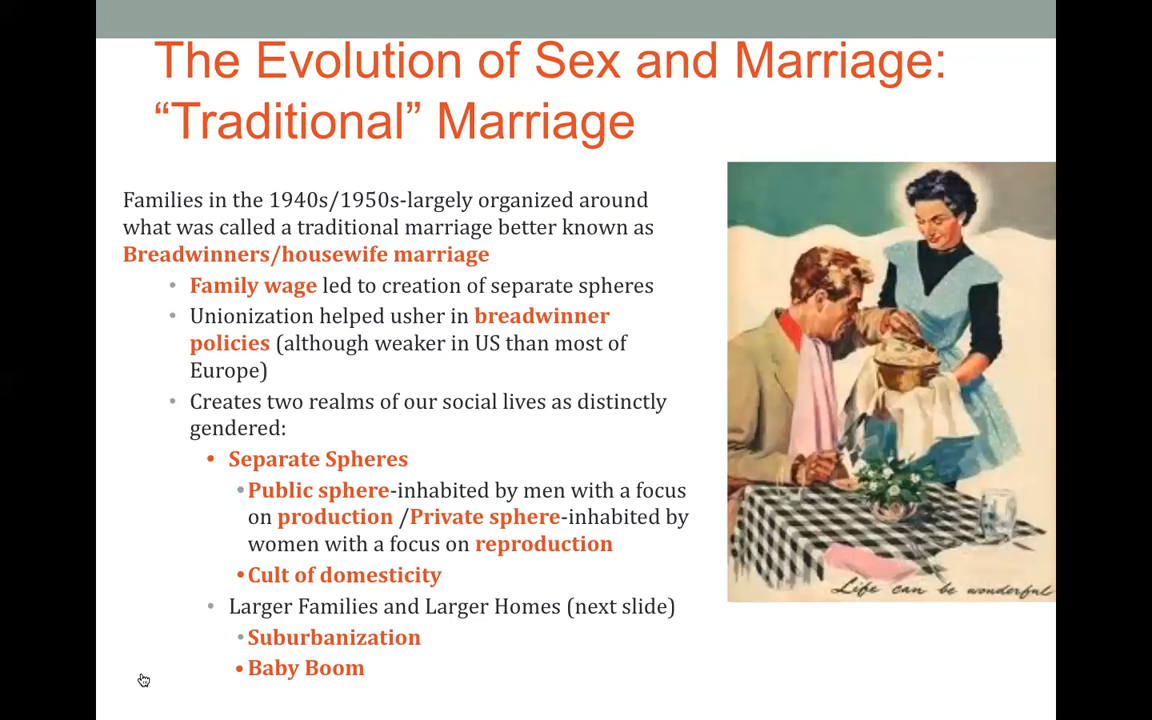 The Evolution of Sex and Marriage:
“Traditional” Marriage
Families in the 1940s/1950s-largely organized around
what was called a traditional marriage better known as
Breadwinners/housewife marriage
• Family wage led to creation of separate spheres
• Unionization helped usher in breadwinner
policies (although weaker in US than most of
Europe)
• Creates two realms of our social lives as distinctly
gendered:
• Separate Spheres
•Public sphere-inhabited by men with a focus
on production /Private sphere-inhabited by
women with a focus on reproduction
•Cult of domesticity
• Larger Families and Larger Homes (next slide)
•Suburbanization
•Baby Boom
Life can be wonderful